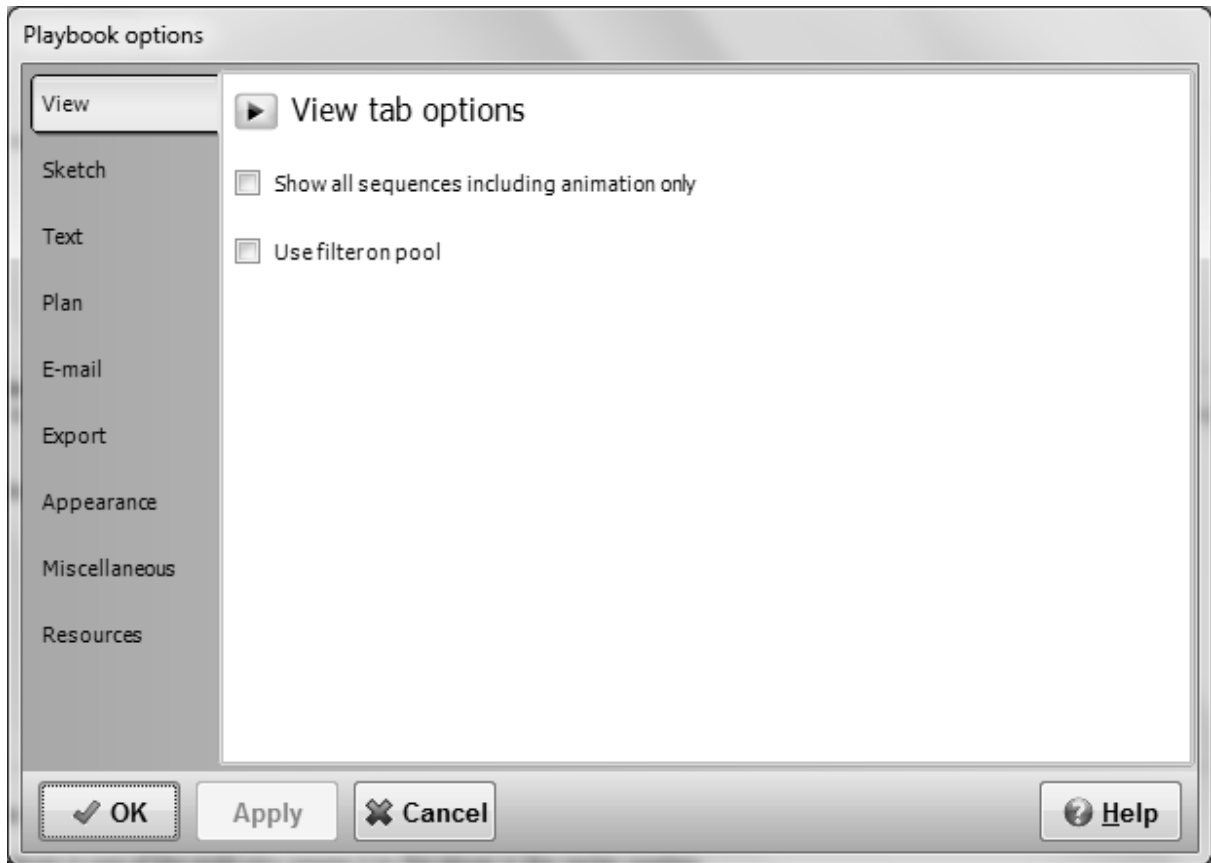 Playbook options
View
Sketch
Text
Plan
E-mail
Export
Appearance
Miscellaneous
Resources
View tab options
Show all sequences including animation only
Use filter on pool
OK
Apply
Cancel
Help